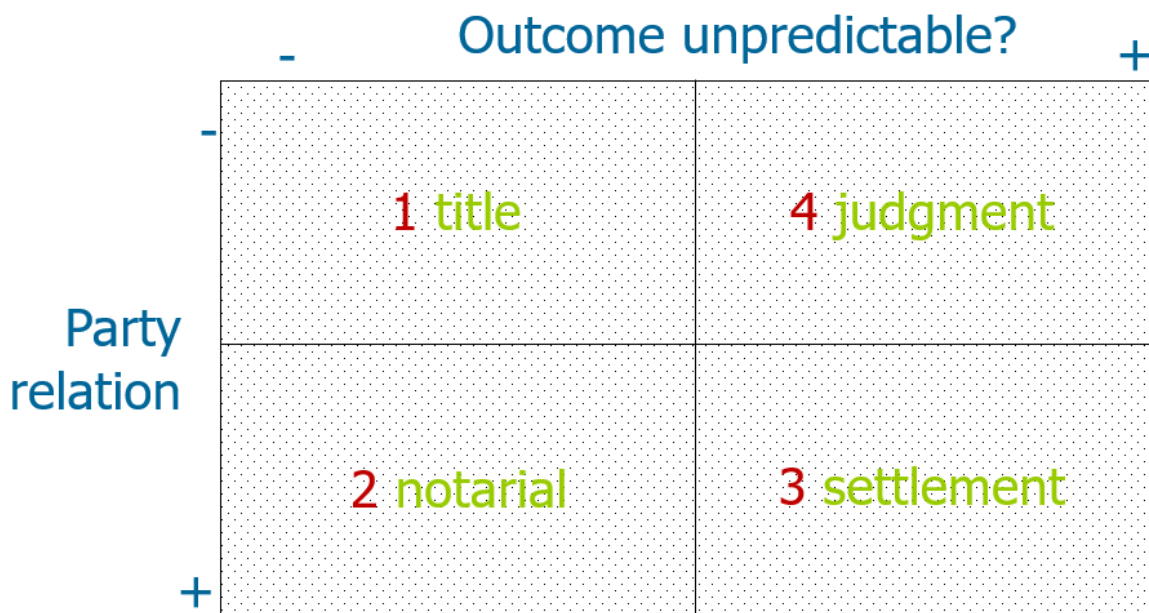 Outcome unpredictable?
- +
-
1 title
4 judgment
Party
relation
2 notarial
3 settlement
+